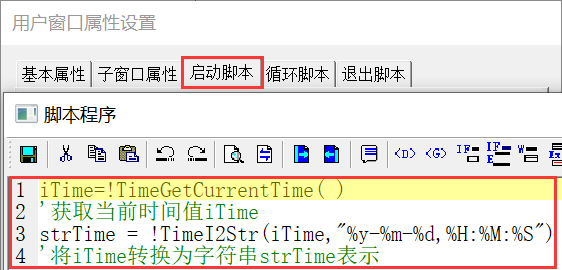 用户窗口属性设置
基本属性 子窗口属性 启动脚本 循环脚本 退出脚本
脚本程序
<D> <G> IF IF E W
1 iTime=!TimeGetCurrentTime( )
2 '获取当前时间值iTime
3 strTime = !TimeI2Str(iTime,"%y-%m-%d,%H:%M:%S")
4 '将iTime转换为字符串strTime表示